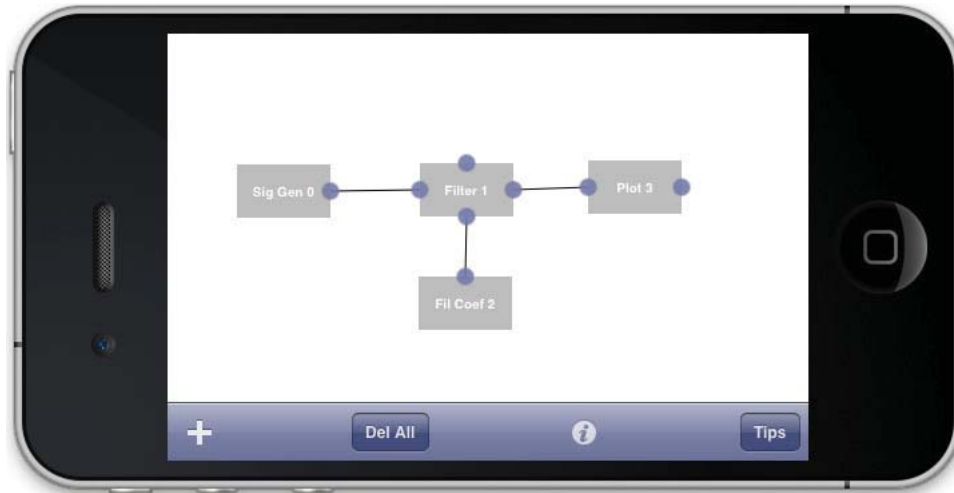 Sig Gen 0
Filter 1
Plot 3
Fil Coef 2
Del All
Tips